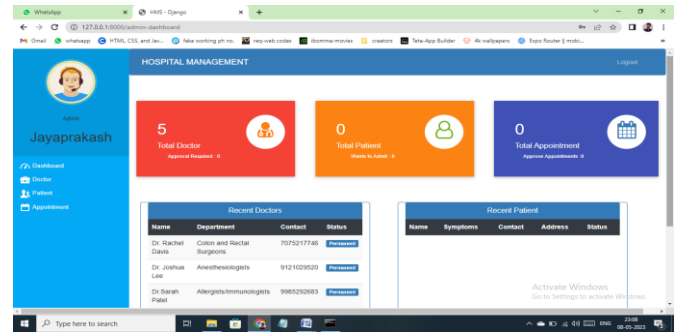 WhatsApp
HMS - Django
127.0.0.1:8000/admin-dashboard
Gmail
whatsapp
HTML, CSS, and Jav...
fake working ph no.
req-web codes
ibomma-movies
creators
Tata-App Builder
4k wallpapers
Expo Router || mobi...
HOSPITAL MANAGEMENT
Logout
Admin
Jayaprakash
Dashboard
Doctor
Patient
Appointment
5
Total Doctor
Approval Required : 0
0
Total Patient
Wants to Admit : 0
0
Total Appointment
Approve Appointments :0
Recent Doctors
Name Department Contact Status
Dr. Rachel Davis Colon and Rectal Surgeons 7075217746 Permanent
Dr. Joshua Lee Anesthesiologists 9121029520 Permanent
Dr.Sarah Patel Allergists/Immunologists 9985292683 Permanent
Recent Patient
Name Symptoms Contact Address Status
Activate Windows
Go to Settings to activate Windows.
Type here to search
ENG
23:08
08-05-2023